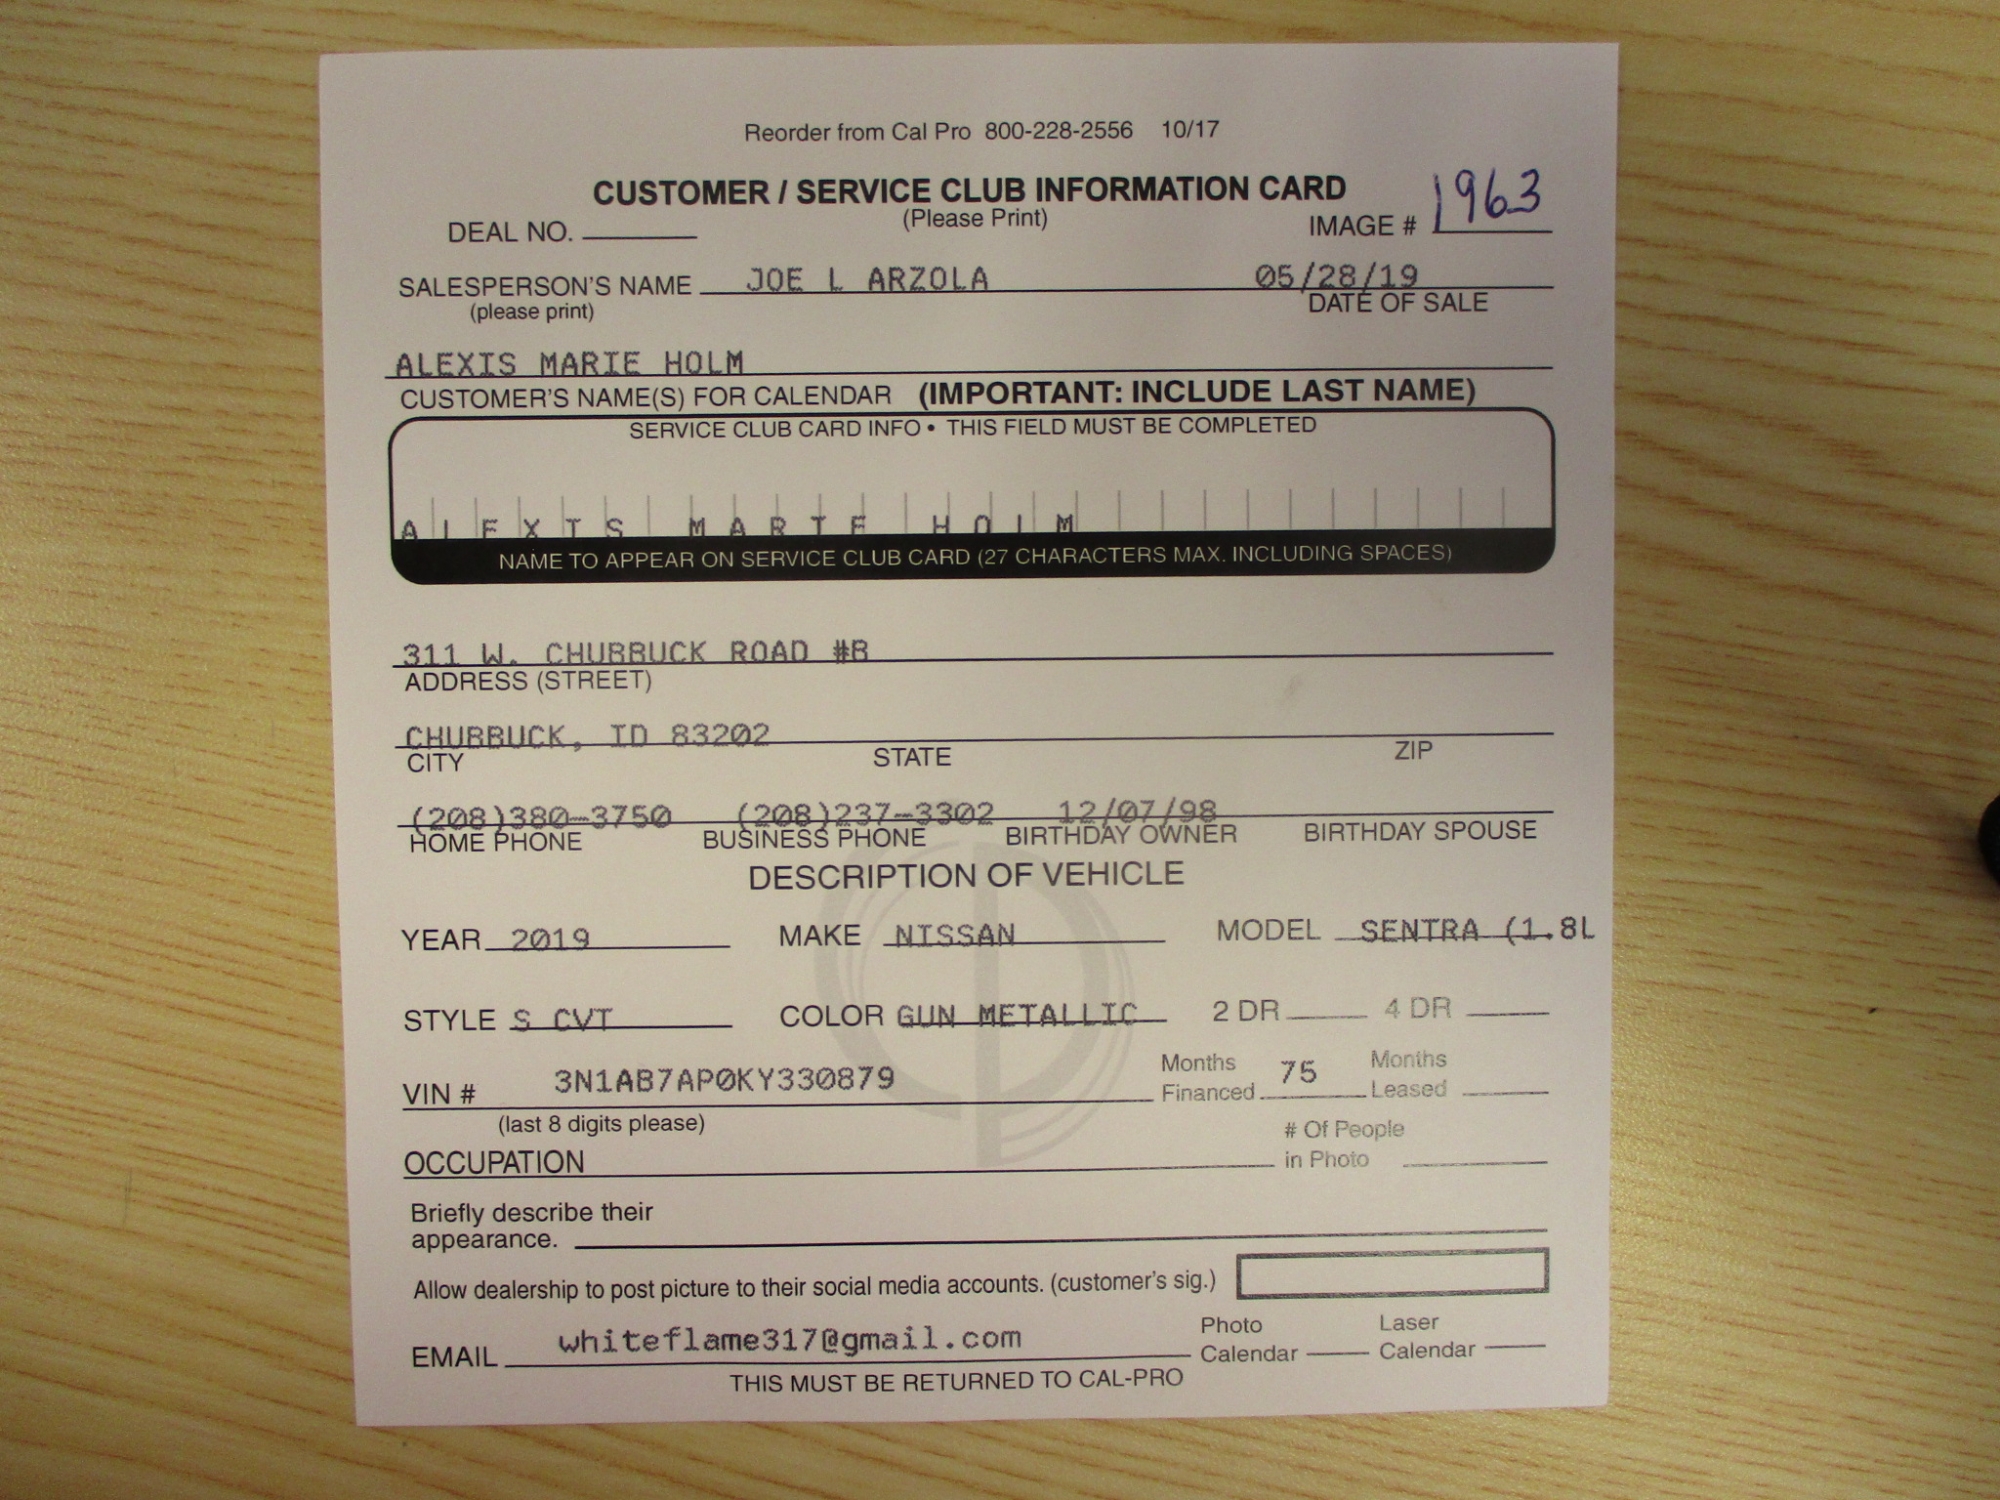 Reorder from Cal Pro 800-228-2556 10/17
CUSTOMER / SERVICE CLUB INFORMATION CARD
(Please Print)
DEAL NO. IMAGE # 1963
SALESPERSON'S NAME JOE L ARZOLA 05/28/19
(please print) DATE OF SALE
ALEXIS MARIE HOLM
CUSTOMER'S NAME(S) FOR CALENDAR (IMPORTANT: INCLUDE LAST NAME)
SERVICE CLUB CARD INFO • THIS FIELD MUST BE COMPLETED
ALEXIS MARIE HOLM
NAME TO APPEAR ON SERVICE CLUB CARD (27 CHARACTERS MAX. INCLUDING SPACES)
311 W. CHUBBUCK ROAD #B
ADDRESS (STREET)
CHUBBUCK, ID 83202
CITY STATE ZIP
(208)380-3750 (208)237-3302 12/07/98
HOME PHONE BUSINESS PHONE BIRTHDAY OWNER BIRTHDAY SPOUSE
DESCRIPTION OF VEHICLE
YEAR 2019 MAKE NISSAN MODEL SENTRA (1.8L
STYLE S CVT COLOR GUN METALLIC 2 DR 4 DR
VIN # 3N1AB7AP0KY330879 Months Financed 75 Months Leased
(last 8 digits please)
OCCUPATION # Of People in Photo
Briefly describe their
appearance.
Allow dealership to post picture to their social media accounts. (customer's sig.)
EMAIL whiteflame317@gmail.com Photo Calendar Laser Calendar
THIS MUST BE RETURNED TO CAL-PRO